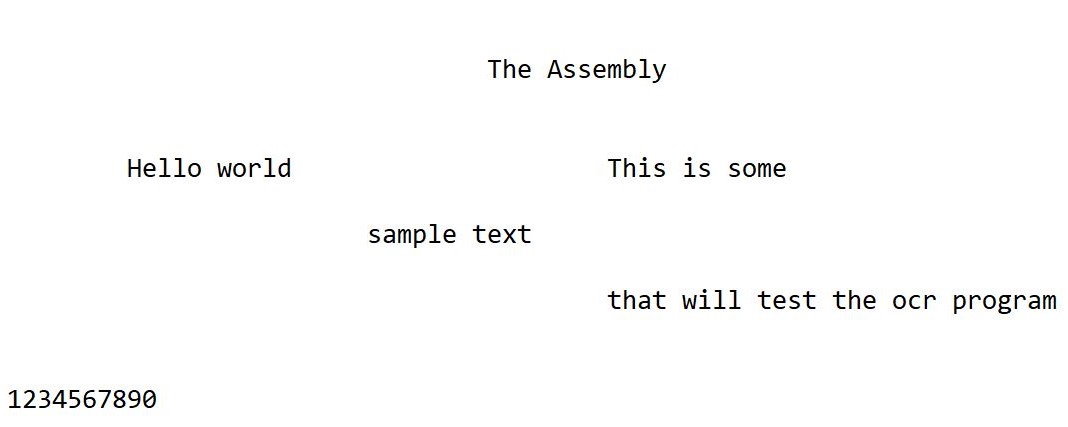 The Assembly
Hello world This is some
sample text
that will test the ocr program
1234567890